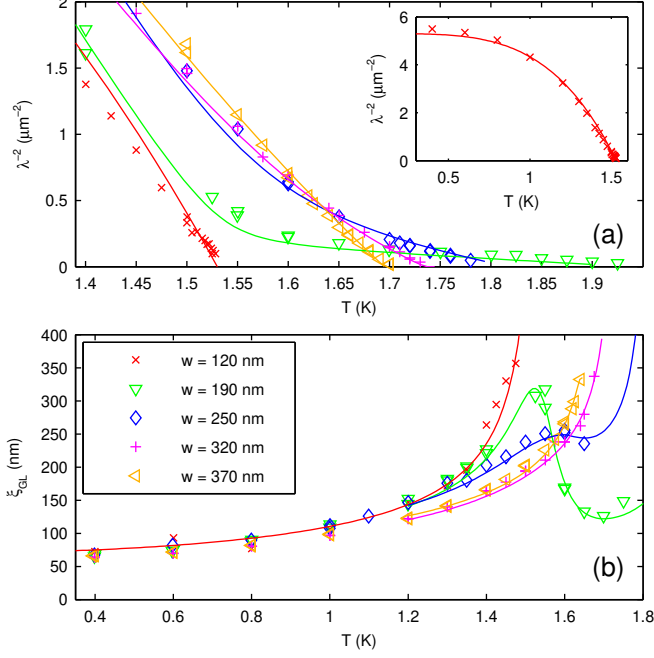 2
1.5
1
0.5
0
λ⁻² (μm⁻²)
1.4 1.45 1.5 1.55 1.6 1.65 1.7 1.75 1.8 1.85 1.9
T (K)
(a)
6
4
2
0
λ⁻² (μm⁻²)
0.5 1 1.5
T (K)
400
350
300
250
200
150
100
50
0
ξGL (nm)
w = 120 nm
w = 190 nm
w = 250 nm
w = 320 nm
w = 370 nm
(b)
0.4 0.6 0.8 1 1.2 1.4 1.6 1.8
T (K)